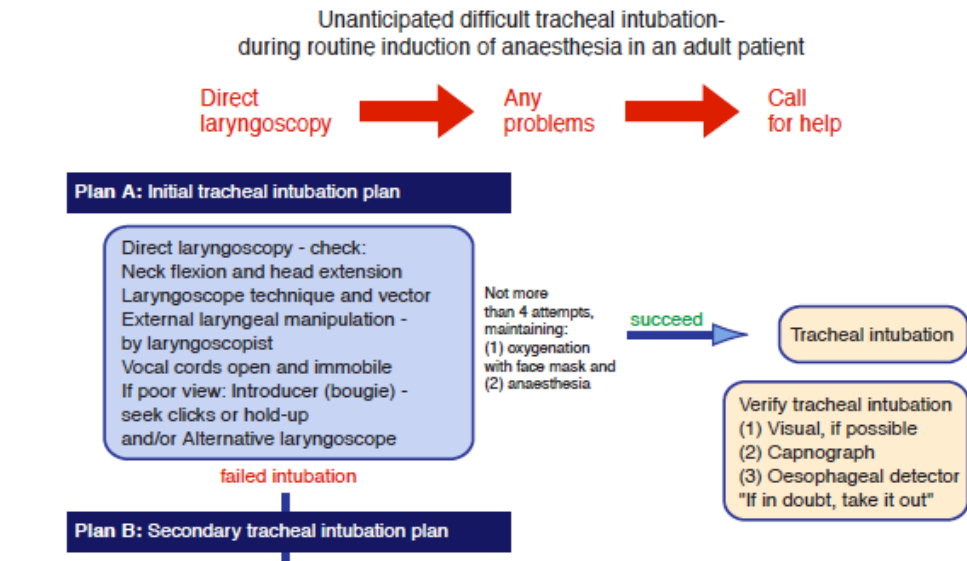 Unanticipated difficult tracheal intubation-
during routine induction of anaesthesia in an adult patient
Direct
laryngoscopy
Any
problems
Call
for help
Plan A: Initial tracheal intubation plan
Direct laryngoscopy - check:
Neck flexion and head extension
Laryngoscope technique and vector
External laryngeal manipulation -
by laryngoscopist
Vocal cords open and immobile
If poor view: Introducer (bougie) -
seek clicks or hold-up
and/or Alternative laryngoscope
Not more
than 4 attempts,
maintaining:
(1) oxygenation
with face mask and
(2) anaesthesia
succeed
Tracheal intubation
Verify tracheal intubation
(1) Visual, if possible
(2) Capnograph
(3) Oesophageal detector
"If in doubt, take it out"
failed intubation
Plan B: Secondary tracheal intubation plan